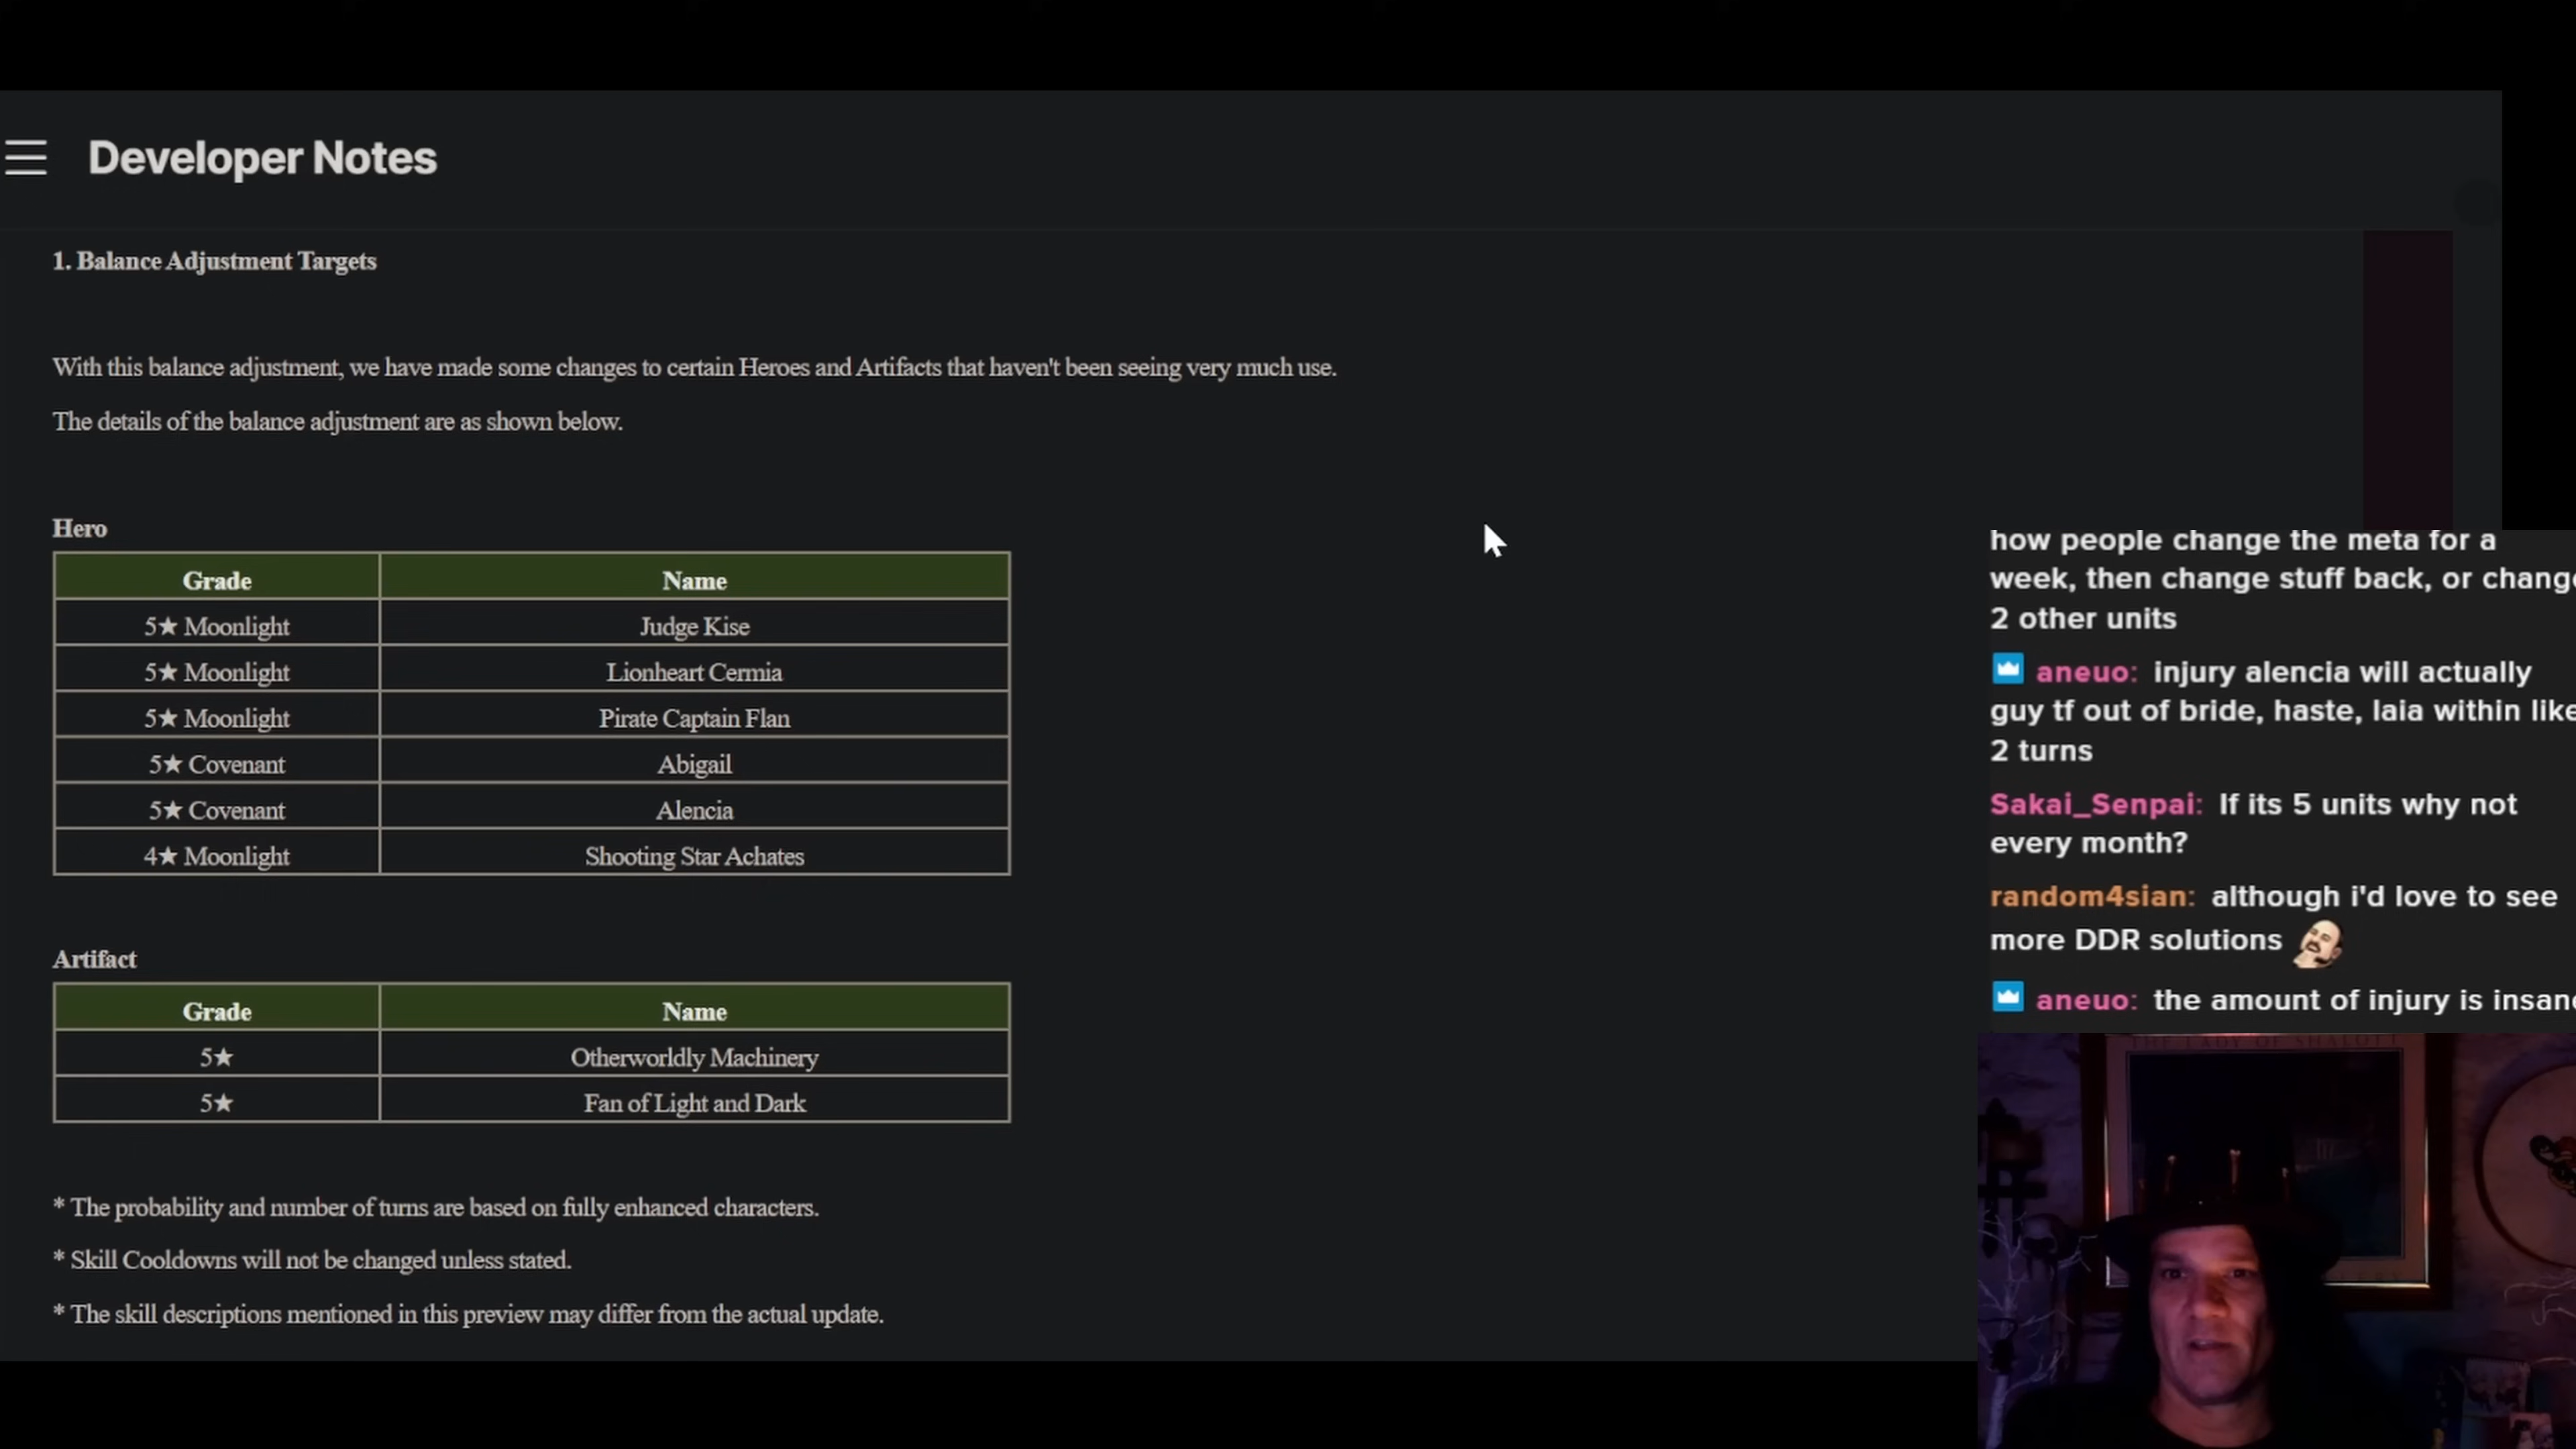 Developer Notes
1. Balance Adjustment Targets
With this balance adjustment, we have made some changes to certain Heroes and Artifacts that haven't been seeing very much use.
The details of the balance adjustment are as shown below.
Hero
Grade Name
5★ Moonlight Judge Kise
5★ Moonlight Lionheart Cermia
5★ Moonlight Pirate Captain Flan
5★ Covenant Abigail
5★ Covenant Alencia
4★ Moonlight Shooting Star Achates
Artifact
Grade Name
5★ Otherworldly Machinery
5★ Fan of Light and Dark
* The probability and number of turns are based on fully enhanced characters.
* Skill Cooldowns will not be changed unless stated.
* The skill descriptions mentioned in this preview may differ from the actual update.
how people change the meta for a
week, then change stuff back, or chang
2 other units
aneuo: injury alencia will actually
guy tf out of bride, haste, laia within like
2 turns
Sakai_Senpai: If its 5 units why not
every month?
random4sian: although i'd love to see
more DDR solutions
aneuo: the amount of injury is insan
THE LADY OF SHALOTT